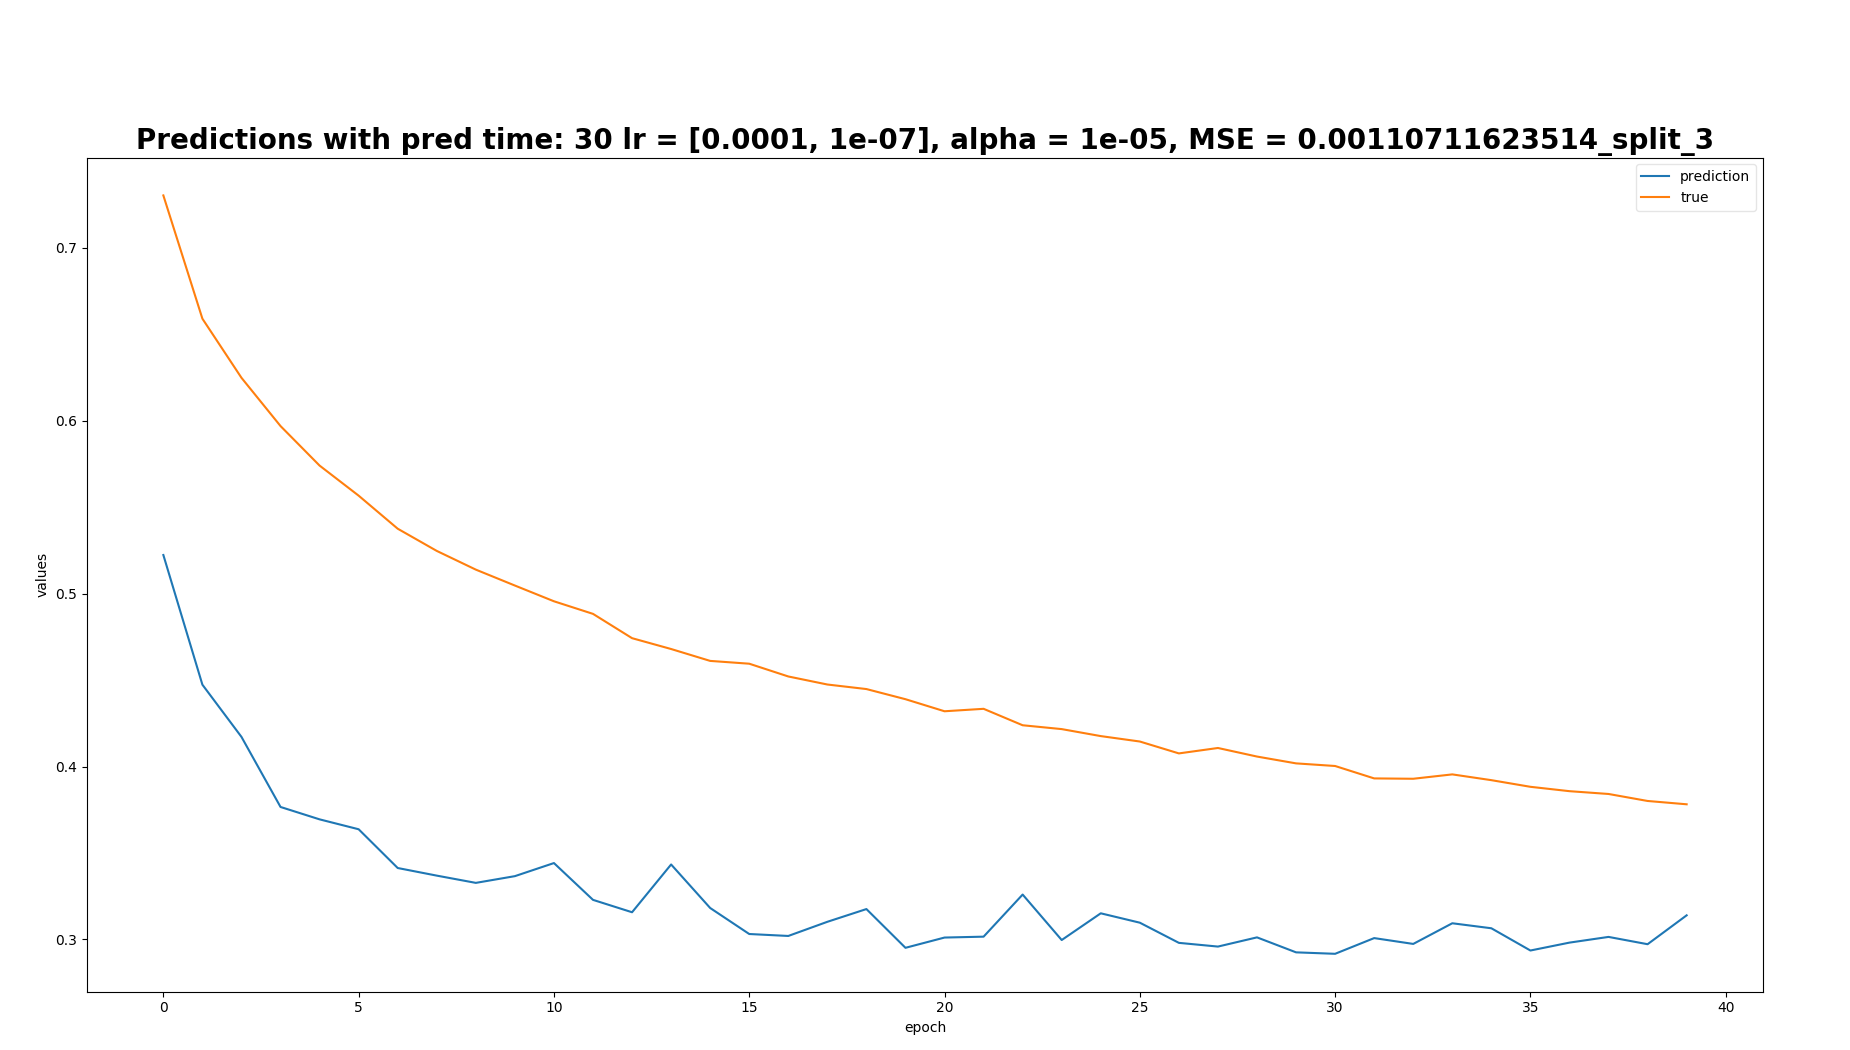 Predictions with pred time: 30 lr = [0.0001, 1e-07], alpha = 1e-05, MSE = 0.00110711623514_split_3
prediction
true
0.7
0.6
0.5
0.4
0.3
values
0 5 10 15 20 25 30 35 40
epoch